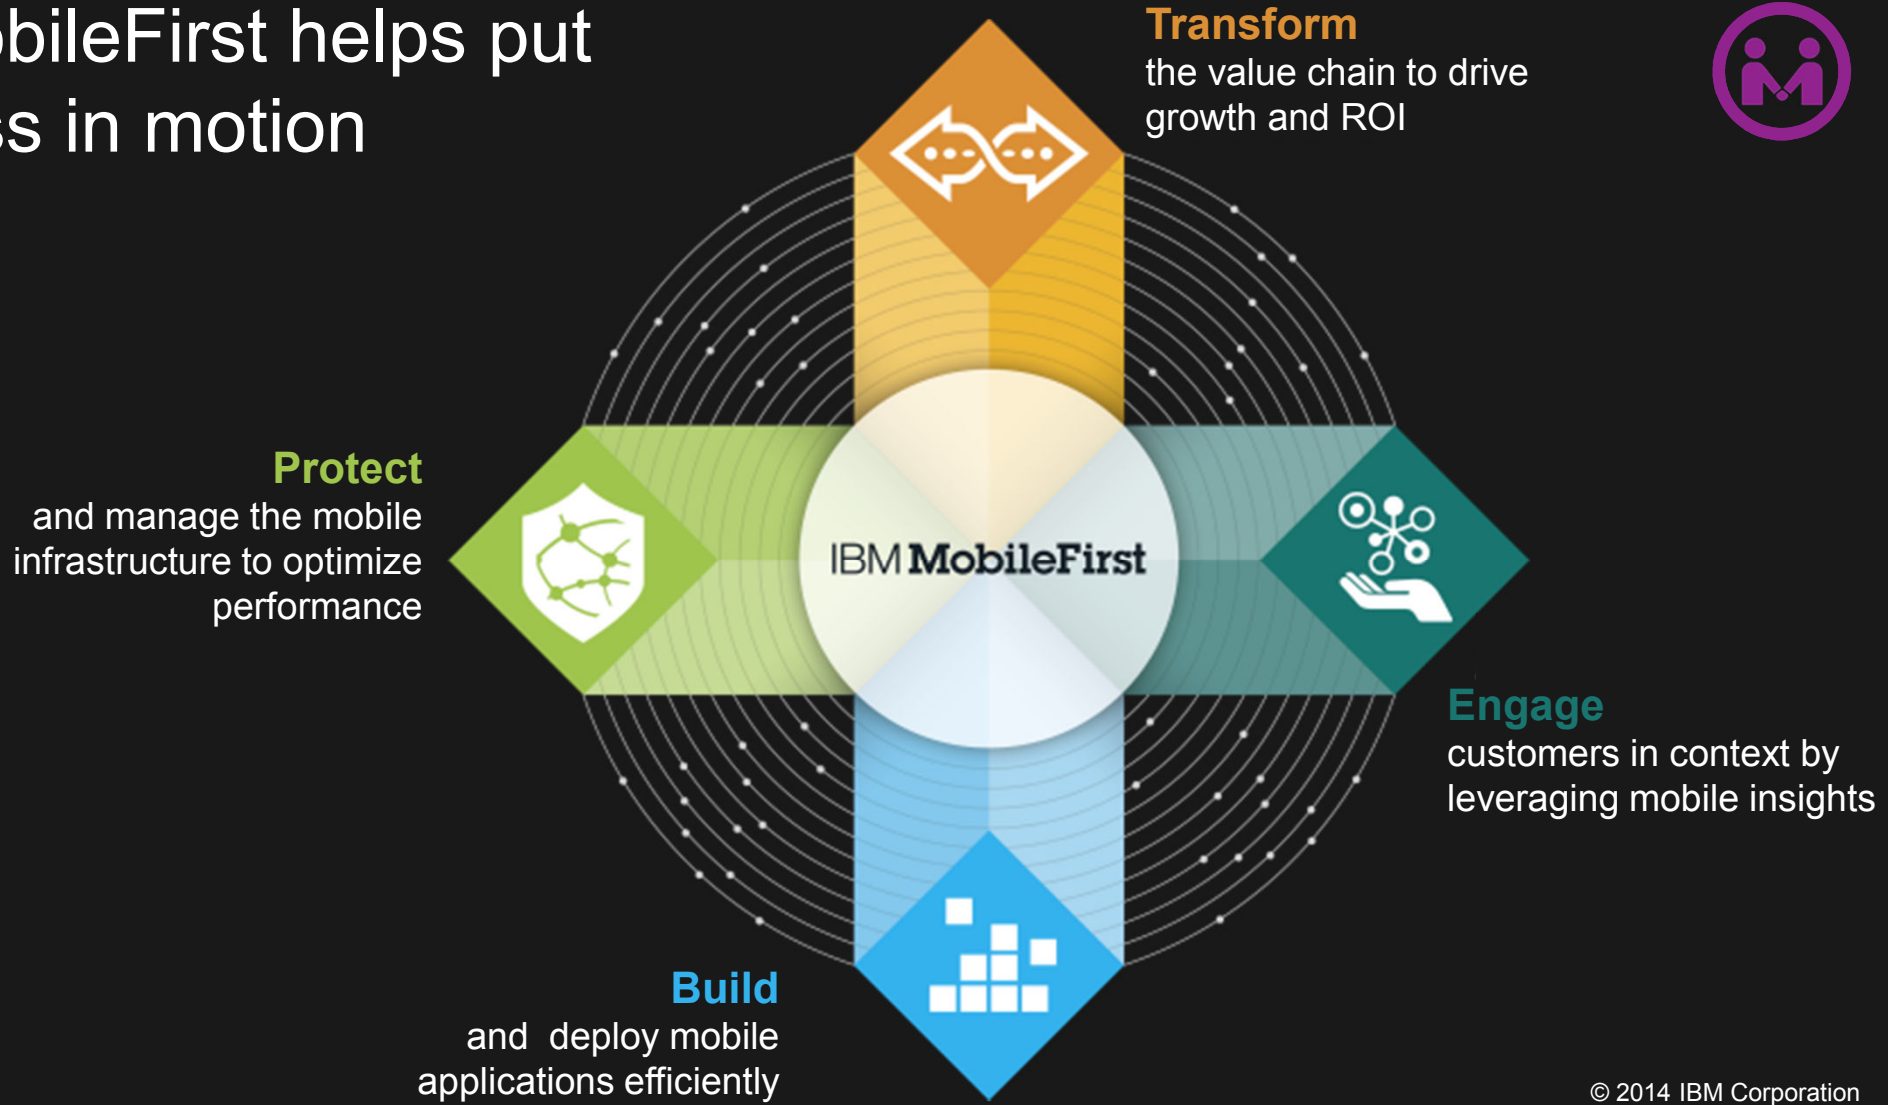 obileFirst helps put
ss in motion
Transform
the value chain to drive
growth and ROI
Protect
and manage the mobile
infrastructure to optimize
performance
IBM MobileFirst
Engage
customers in context by
leveraging mobile insights
Build
and  deploy mobile
applications efficiently
© 2014 IBM Corporation